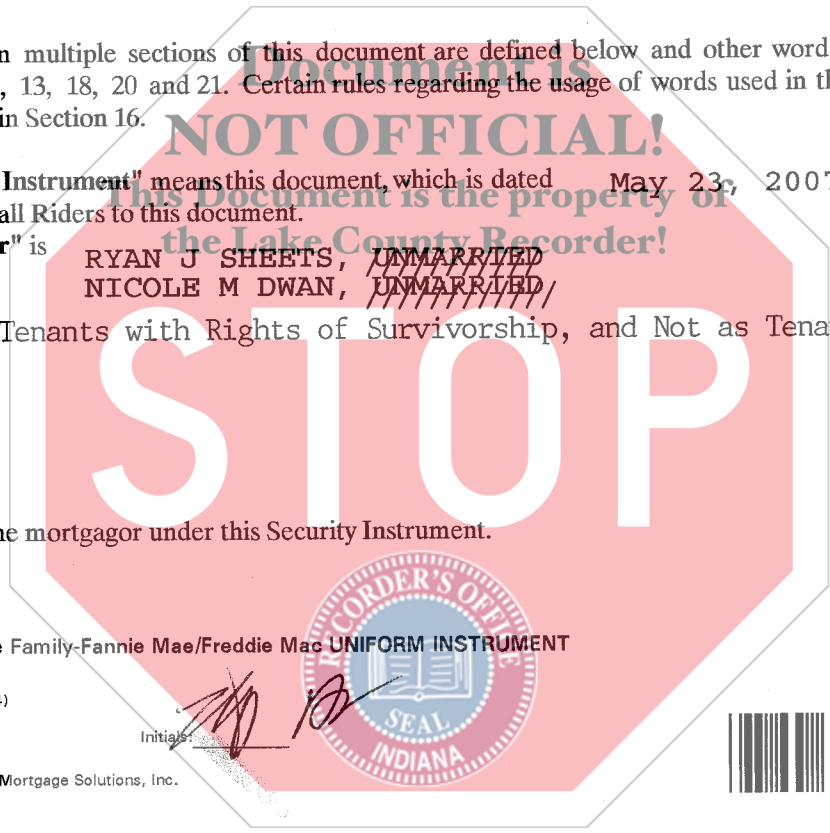 n multiple sections of this document are defined below and other word
, 13, 18, 20 and 21. Certain rules regarding the usage of words used in th
in Section 16.
Document is
NOT OFFICIAL!
This Document is the property of
the Lake County Recorder!
Instrument" means this document, which is dated May 23, 2007
all Riders to this document.
r" is
RYAN J SHEETS, UNMARRIED
NICOLE M DWAN, UNMARRIED
Tenants with Rights of Survivorship, and Not as Tena
STOP
he mortgagor under this Security Instrument.
RECORDER'S OFFICE
e Family-Fannie Mae/Freddie Mac UNIFORM INSTRUMENT
SEAL
INDIANA
Initials:
Mortgage Solutions, Inc.